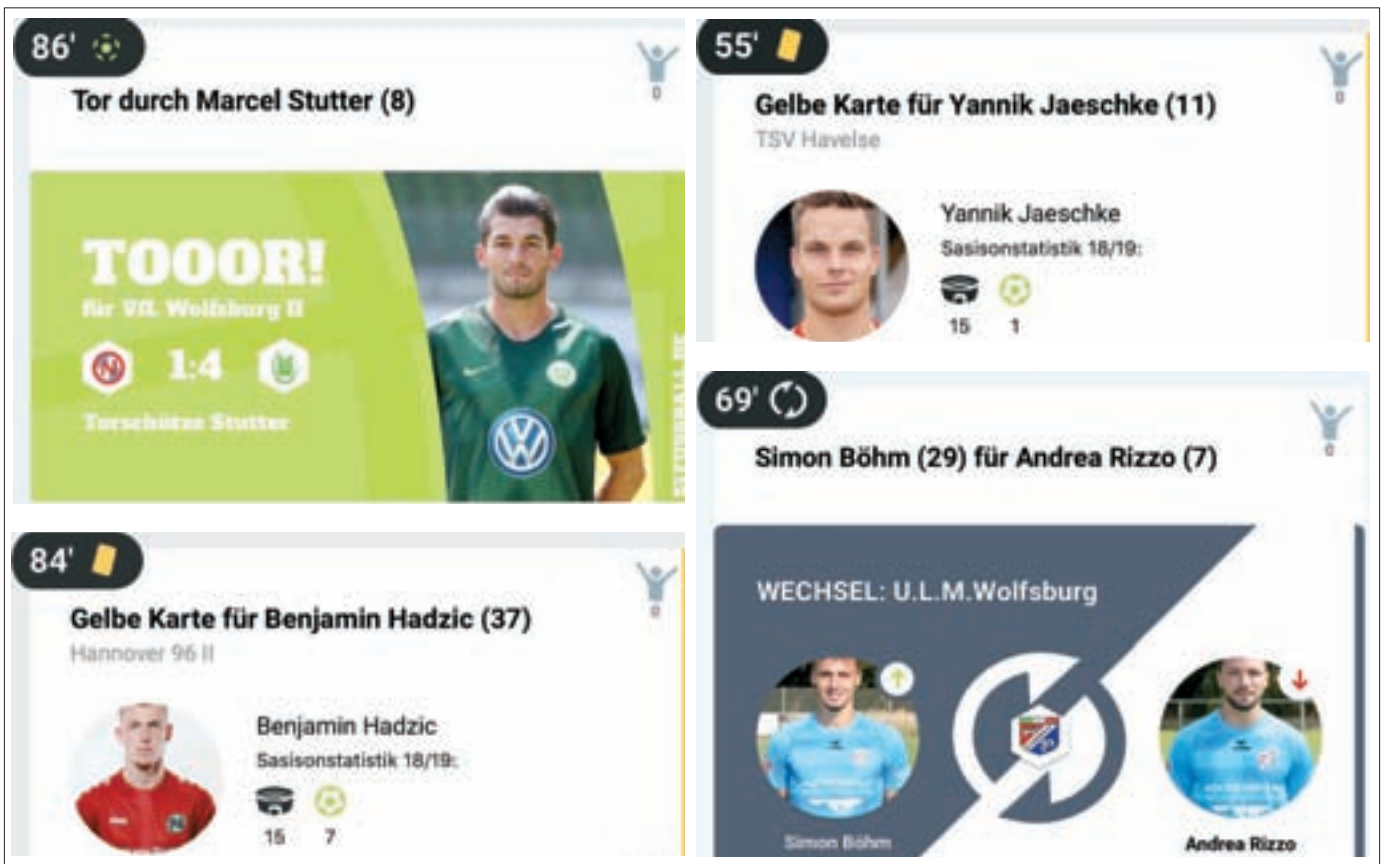 86'
0
Tor durch Marcel Stutter (8)
TOOOR!
für VfL Wolfsburg II
1:4
Torschütze Stutter
84'
0
Gelbe Karte für Benjamin Hadzic (37)
Hannover 96 II
Benjamin Hadzic
Sasisonstatistik 18/19:
15 7
55'
0
Gelbe Karte für Yannik Jaeschke (11)
TSV Havelse
Yannik Jaeschke
Sasisonstatistik 18/19:
15 1
69'
0
Simon Böhm (29) für Andrea Rizzo (7)
WECHSEL: U.L.M.Wolfsburg
Simon Böhm Andrea Rizzo